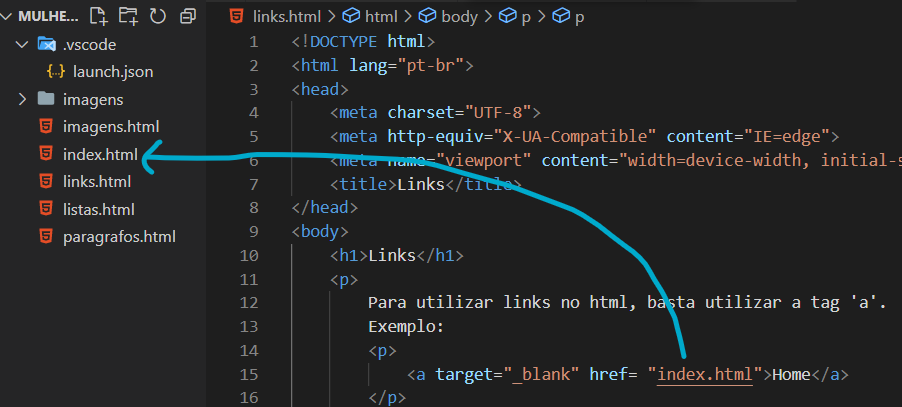 MULHE...
.vscode
launch.json
imagens
imagens.html
index.html
links.html
listas.html
paragrafos.html
links.html > html > body > p > p
1 <!DOCTYPE html>
2 <html lang="pt-br">
3 <head>
4 <meta charset="UTF-8">
5 <meta http-equiv="X-UA-Compatible" content="IE=edge">
6 <meta name="viewport" content="width=device-width, initial-s
7 <title>Links</title>
8 </head>
9 <body>
10 <h1>Links</h1>
11 <p>
12 Para utilizar links no html, basta utilizar a tag 'a'.
13 Exemplo:
14 <p>
15 <a target="_blank" href= "index.html">Home</a>
16 </p>